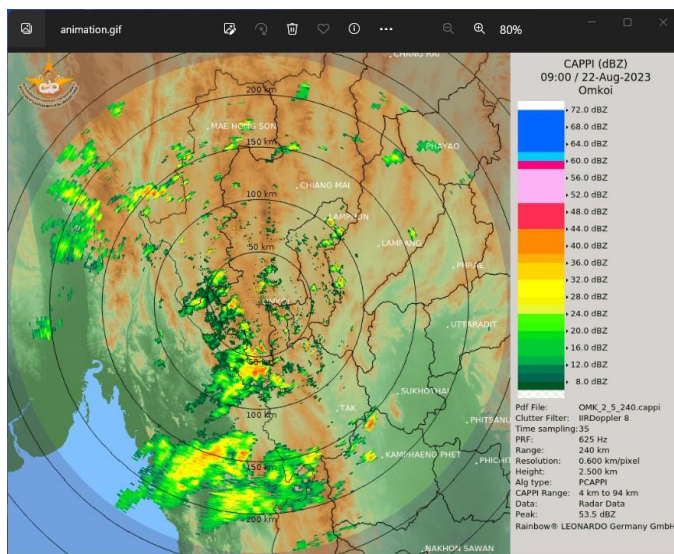 animation.gif
80%
CHANG RAI
200 km
MAE HONG SON
150 km
PHAYAO
100 km
CHIANG MAI
LAMPHUN
50 km
LAMPANG
PHRAE
OMKOI
UTTARADIT
50 km
SUKHOTHAI
100 km
TAK
PHITSANU
KAMPHAENG PHET
150 km
PHICHIT
200 km
NAKHON SAWAN
CAPPI (dBZ)
09:00 / 22-Aug-2023
Omkoi
72.0 dBZ
68.0 dBZ
64.0 dBZ
60.0 dBZ
56.0 dBZ
52.0 dBZ
48.0 dBZ
44.0 dBZ
40.0 dBZ
36.0 dBZ
32.0 dBZ
28.0 dBZ
24.0 dBZ
20.0 dBZ
16.0 dBZ
12.0 dBZ
8.0 dBZ
Pdf File: OMK_2_5_240.cappi
Clutter Filter: IIRDoppler 8
Time sampling: 35
PRF: 625 Hz
Range: 240 km
Resolution: 0.600 km/pixel
Height: 2.500 km
Alg type: PCAPPI
CAPPI Range: 4 km to 94 km
Data: Radar Data
Peak: 53.5 dBZ
Rainbow® LEONARDO Germany GmbH